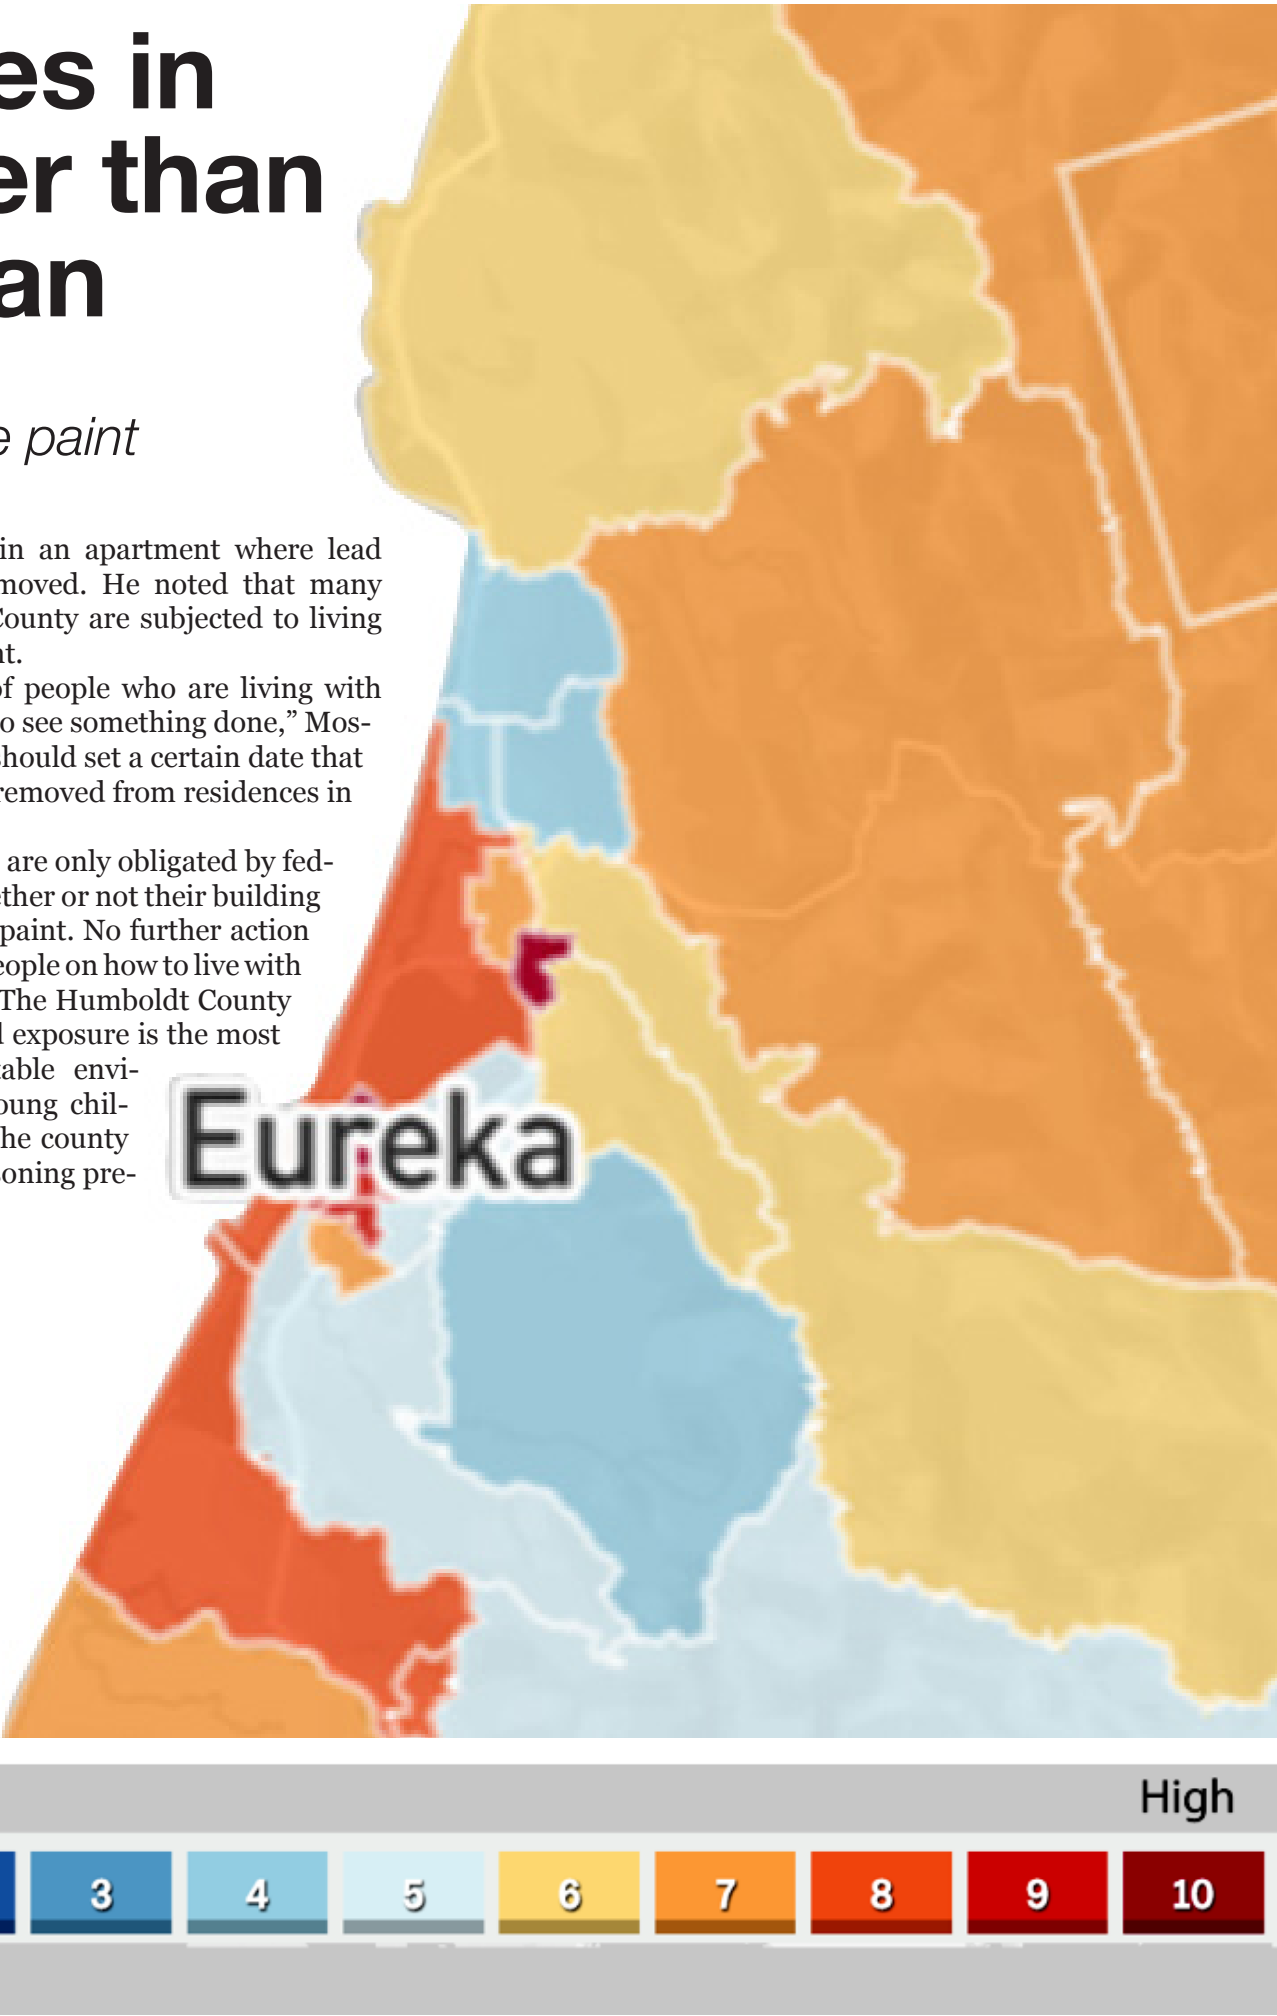 es in
er than
an
e paint
in an apartment where lead
moved. He noted that many
County are subjected to living
nt.
of people who are living with
o see something done,” Mos-
should set a certain date that
removed from residences in
are only obligated by fed-
ether or not their building
paint. No further action
eople on how to live with
The Humboldt County
d exposure is the most
table envi-
oung chil-
he county
soning pre-
Eureka
High
3 4 5 6 7 8 9 10